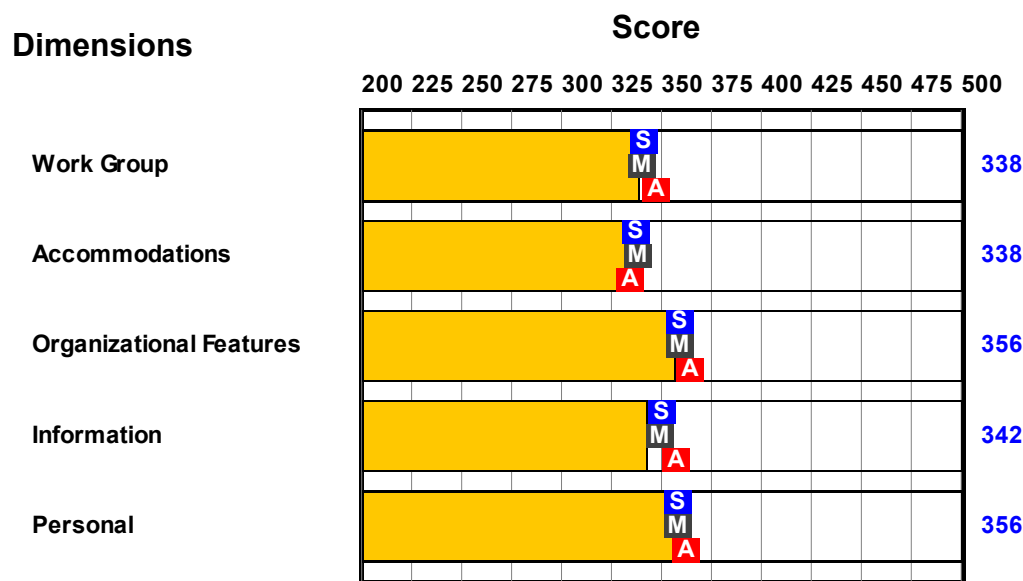 Dimensions
Score
200 225 250 275 300 325 350 375 400 425 450 475 500
S
Work Group M 338
A
S
Accommodations M 338
A
S
Organizational Features M 356
A
S
Information M 342
A
S
Personal M 356
A